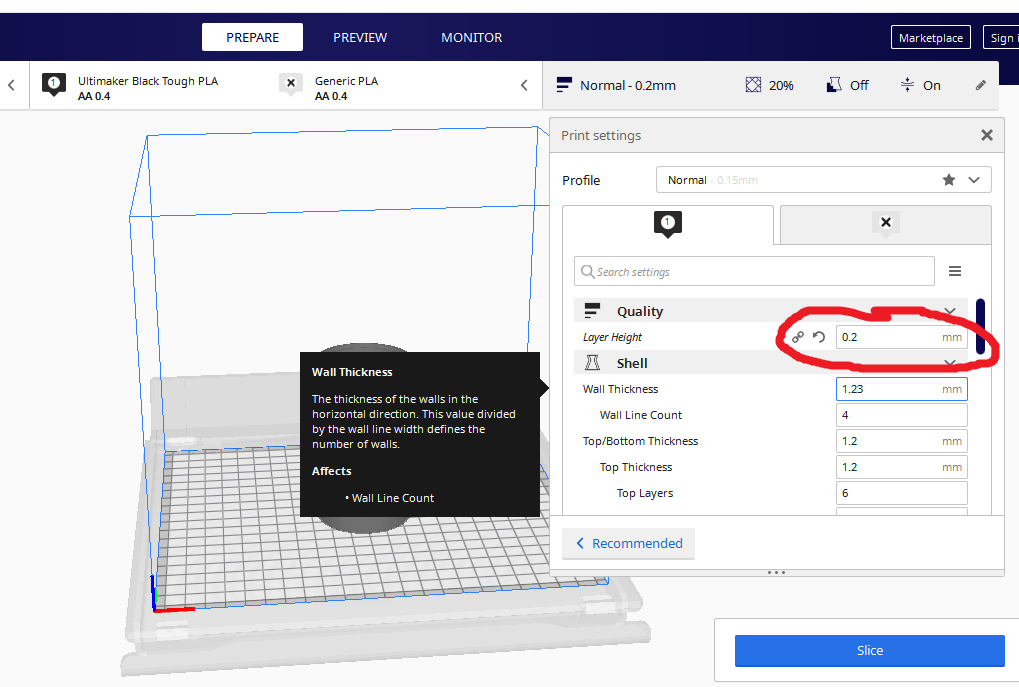 PREPARE
PREVIEW
MONITOR
Marketplace
Sign i
1
Ultimaker Black Tough PLA
AA 0.4
Generic PLA
AA 0.4
Normal - 0.2mm
20%
Off
On
Print settings
Profile
Normal - 0.15mm
1
Search settings
Quality
Layer Height
0.2 mm
Shell
Wall Thickness
1.23 mm
Wall Line Count
4
Top/Bottom Thickness
1.2 mm
Top Thickness
1.2 mm
Top Layers
6
Recommended
Wall Thickness
The thickness of the walls in the
horizontal direction. This value divided
by the wall line width defines the
number of walls.
Affects
• Wall Line Count
Slice